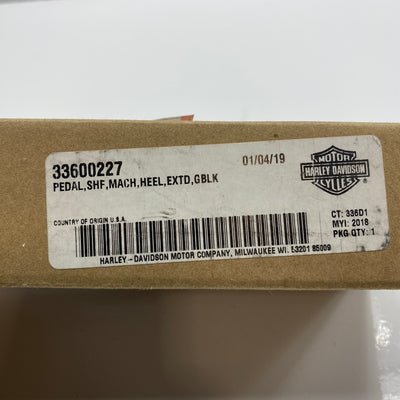 33600227
01/04/19
PEDAL,SHF,MACH,HEEL,EXTD,GBLK
MOTOR
HARLEY-DAVIDSON
CYCLES
COUNTRY OF ORIGIN U.S.A.
CT: 336D1
MYI: 2018
PKG QTY: 1
HARLEY-DAVIDSON MOTOR COMPANY, MILWAUKEE WI. 53201 85009